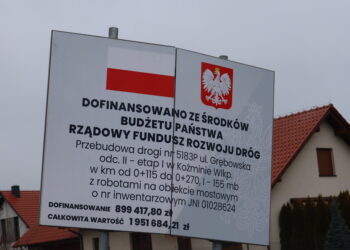 DOFINANSOWANO ZE ŚRODKÓW
BUDŻETU PAŃSTWA
RZĄDOWY FUNDUSZ ROZWOJU DRÓG
Przebudowa drogi nr 5183P ul. Grębowska
odc. II - etap I w Koźminie Wlkp.
w km od 0+115 do 0+270, l - 155 mb
z robotami na obiekcie mostowym
o nr inwentarzowym JNI 01028624
DOFINANSOWANIE 899 417,80 zł
CAŁKOWITA WARTOŚĆ 1 951 684,21 zł